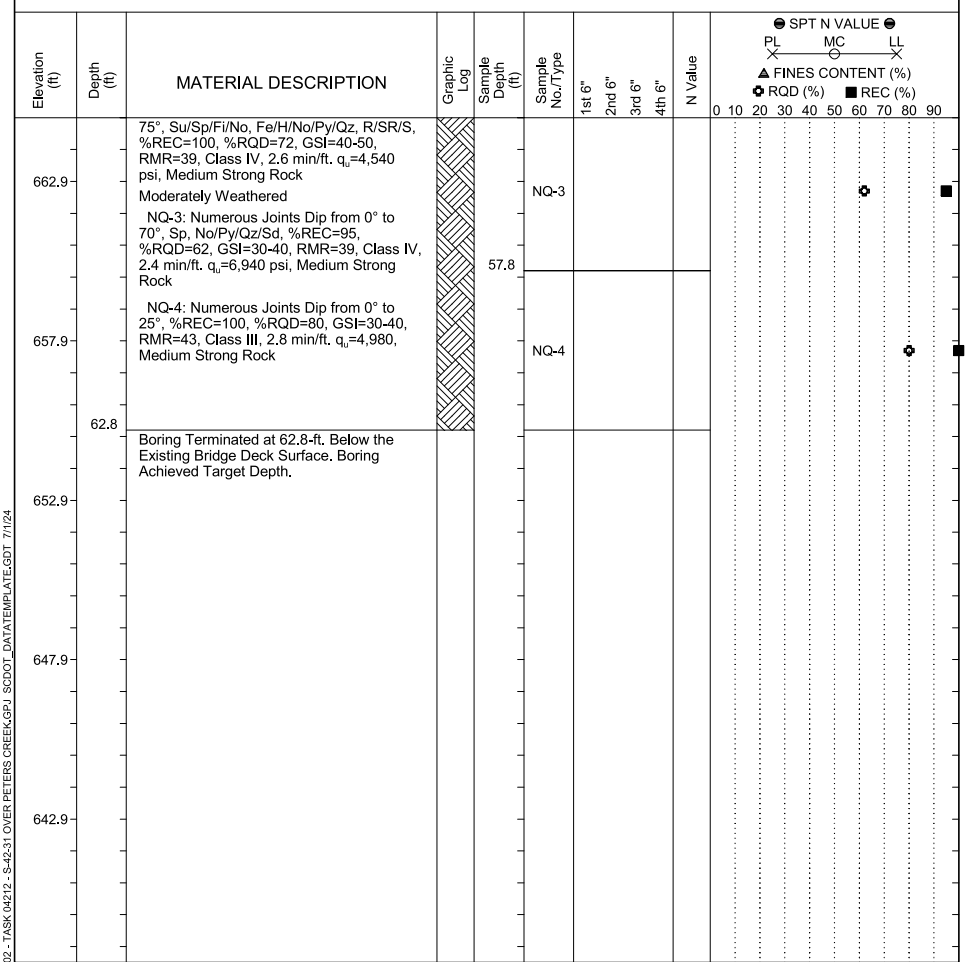 Elevation (ft)
Depth (ft)
MATERIAL DESCRIPTION
Graphic Log
Sample Depth (ft)
Sample No./Type
1st 6"
2nd 6"
3rd 6"
4th 6"
N Value
SPT N VALUE
PL MC LL
FINES CONTENT (%)
RQD (%) REC (%)
0 10 20 30 40 50 60 70 80 90
75°, Su/Sp/Fi/No, Fe/H/No/Py/Qz, R/SR/S,
%REC=100, %RQD=72, GSI=40-50,
RMR=39, Class IV, 2.6 min/ft. qu=4,540
psi, Medium Strong Rock
662.9
Moderately Weathered
NQ-3
NQ-3: Numerous Joints Dip from 0° to
70°, Sp, No/Py/Qz/Sd, %REC=95,
%RQD=62, GSI=30-40, RMR=39, Class IV,
2.4 min/ft. qu=6,940 psi, Medium Strong
Rock
57.8
NQ-4: Numerous Joints Dip from 0° to
25°, %REC=100, %RQD=80, GSI=30-40,
RMR=43, Class III, 2.8 min/ft. qu=4,980,
Medium Strong Rock
657.9
NQ-4
62.8
Boring Terminated at 62.8-ft. Below the
Existing Bridge Deck Surface. Boring
Achieved Target Depth.
652.9
647.9
642.9
02 - TASK 04212 - S-42-31 OVER PETERS CREEK.GPJ SCDOT_DATATEMPLATE.GDT 7/1/24